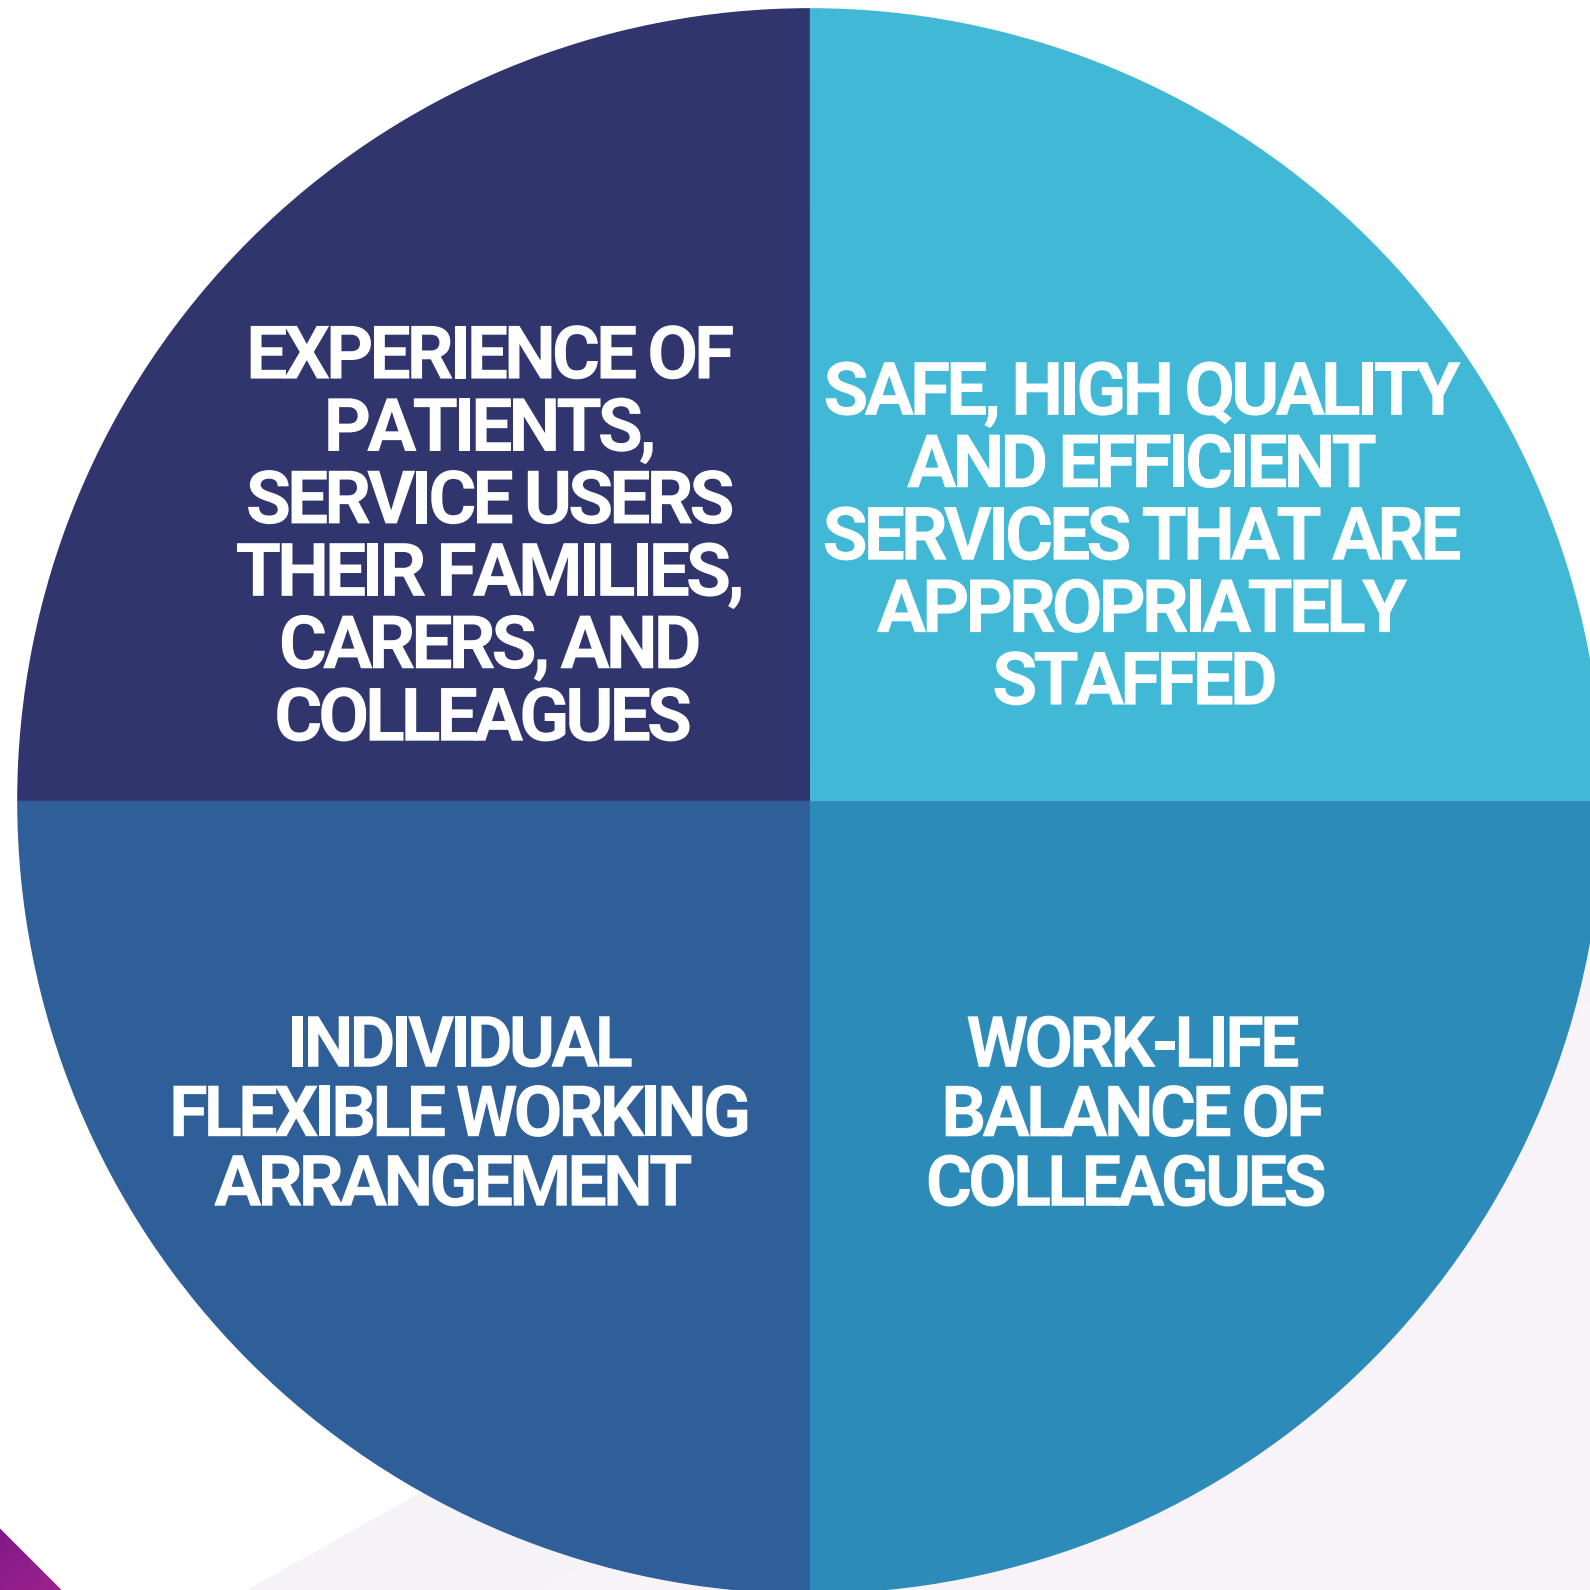 EXPERIENCE OF
PATIENTS,
SERVICE USERS
THEIR FAMILIES,
CARERS, AND
COLLEAGUES
SAFE, HIGH QUALITY
AND EFFICIENT
SERVICES THAT ARE
APPROPRIATELY
STAFFED
INDIVIDUAL
FLEXIBLE WORKING
ARRANGEMENT
WORK-LIFE
BALANCE OF
COLLEAGUES